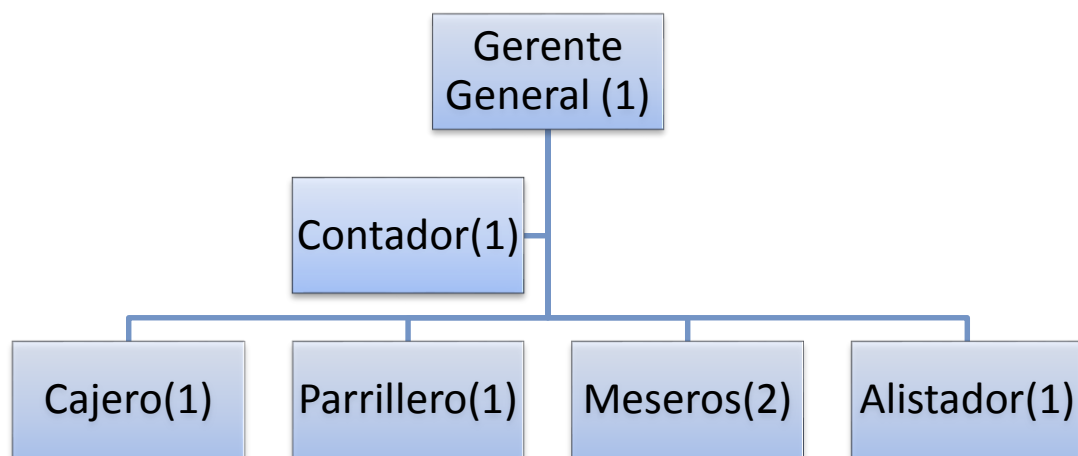 Gerente
General (1)
Contador(1)
Cajero(1)
Parrillero(1)
Meseros(2)
Alistador(1)